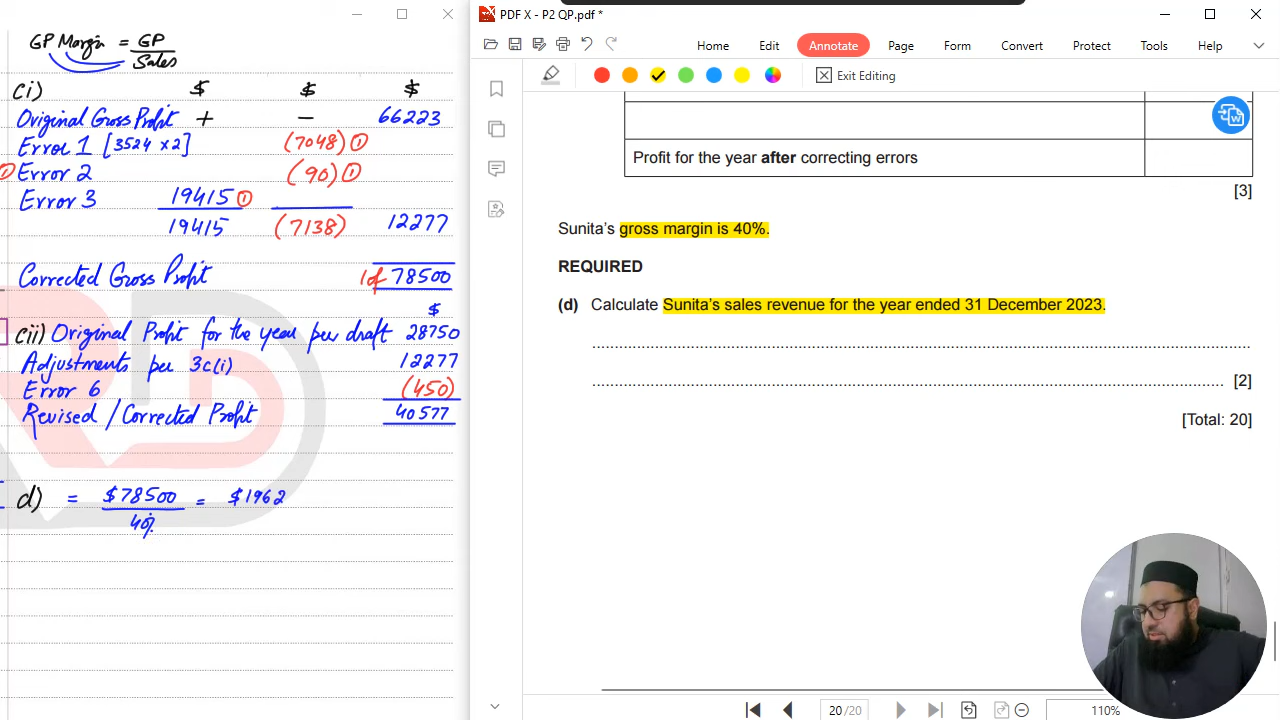 GP Margin = GP
Sales
ci) $ $ $
Original Gross Profit + − 66223
Error 1 [3524 x 2] (7048) 1
1 Error 2 (90) 1
Error 3 19415 1
19415 (7138) 12277
Corrected Gross Profit 1of 78500
$
cii) Original Profit for the year per draft 28750
Adjustments per 3c(i) 12277
Error 6 (450)
Revised / Corrected Profit 40577
d) = $78500 = $1962
40%
PDF X - P2 QP.pdf *
Home Edit Annotate Page Form Convert Protect Tools Help
Exit Editing
Profit for the year after correcting errors
[3]
Sunita's gross margin is 40%.
REQUIRED
(d) Calculate Sunita's sales revenue for the year ended 31 December 2023.
[2]
[Total: 20]
20 /20
110%